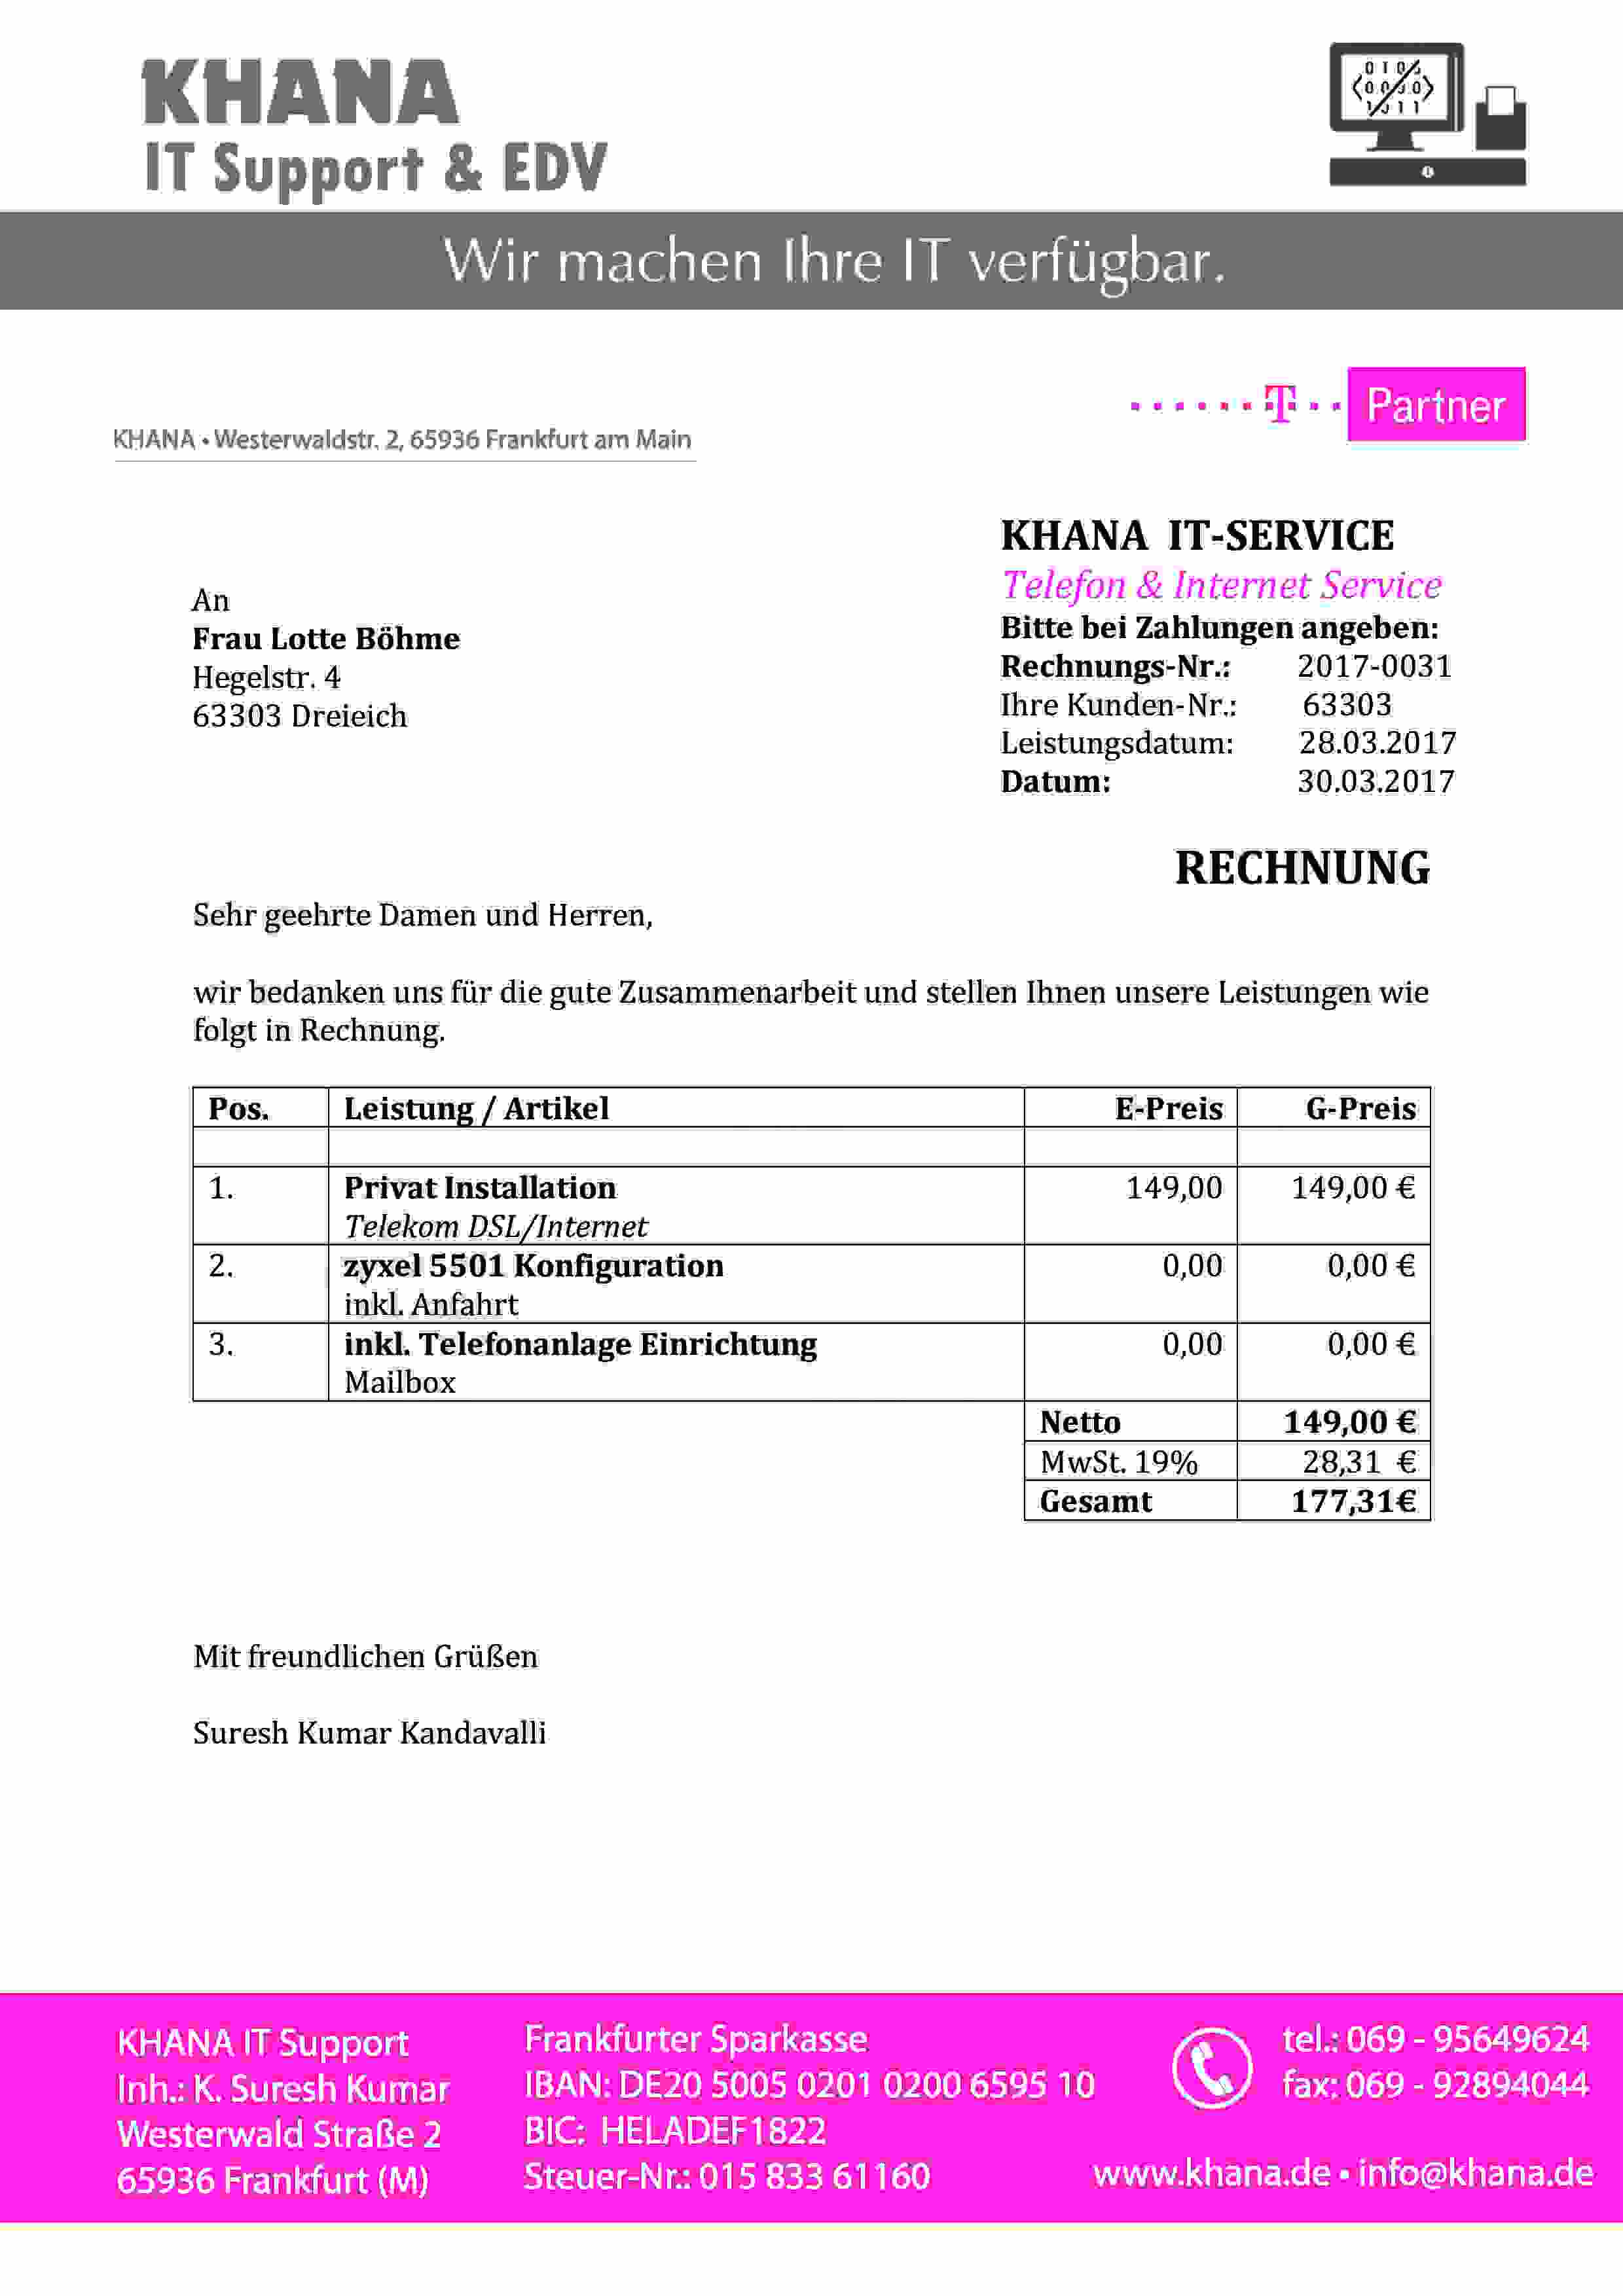 KHANA
IT Support & EDV
Wir machen Ihre IT verfügbar.
T Partner
KHANA • Westerwaldstr. 2, 65936 Frankfurt am Main
KHANA IT-SERVICE
Telefon & Internet Service
An
Frau Lotte Böhme
Hegelstr. 4
63303 Dreieich
Bitte bei Zahlungen angeben:
Rechnungs-Nr.: 2017-0031
Ihre Kunden-Nr.: 63303
Leistungsdatum: 28.03.2017
Datum: 30.03.2017
RECHNUNG
Sehr geehrte Damen und Herren,
wir bedanken uns für die gute Zusammenarbeit und stellen Ihnen unsere Leistungen wie
folgt in Rechnung.
Pos. Leistung / Artikel E-Preis G-Preis
1. Privat Installation 149,00 149,00 €
Telekom DSL/Internet
2. zyxel 5501 Konfiguration 0,00 0,00 €
inkl. Anfahrt
3. inkl. Telefonanlage Einrichtung 0,00 0,00 €
Mailbox
Netto 149,00 €
MwSt. 19% 28,31 €
Gesamt 177,31€
Mit freundlichen Grüßen
Suresh Kumar Kandavalli
KHANA IT Support
Inh.: K. Suresh Kumar
Westerwald Straße 2
65936 Frankfurt (M)
Frankfurter Sparkasse
IBAN: DE20 5005 0201 0200 6595 10
BIC: HELADEF1822
Steuer-Nr.: 015 833 61160
tel.: 069 - 95649624
fax: 069 - 92894044
www.khana.de • info@khana.de